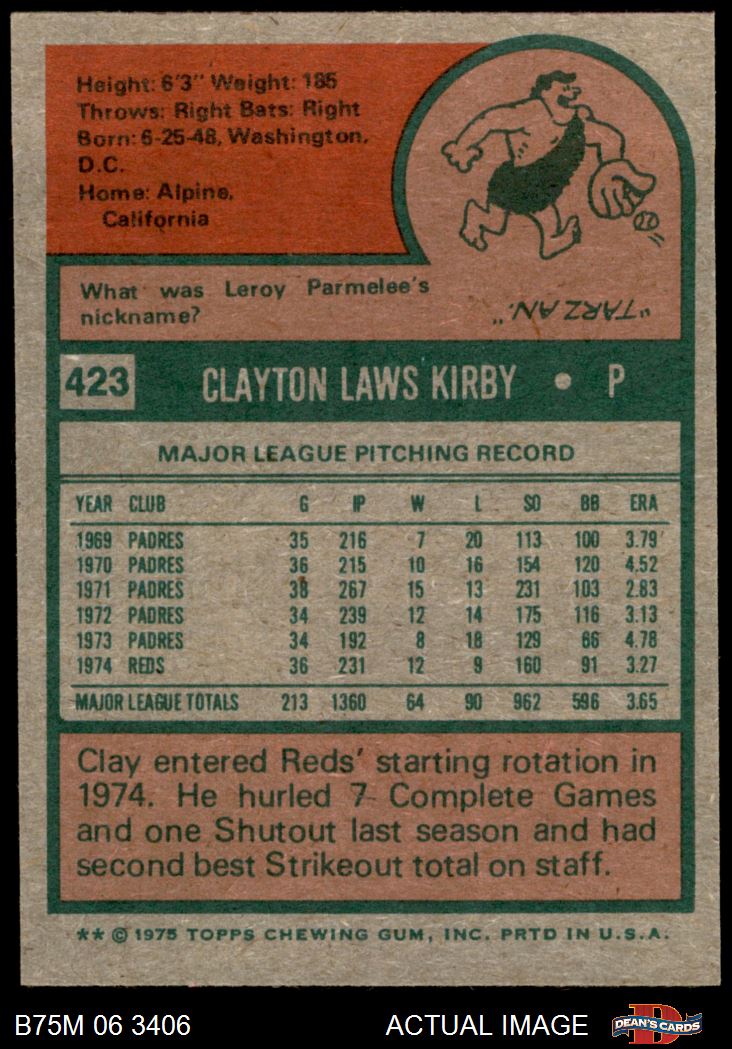 Height: 6'3" Weight: 185
Throws: Right Bats: Right
Born: 6-25-48, Washington,
D.C.
Home: Alpine,
California
What was Leroy Parmelee's
nickname?
"TARZAN."
423 CLAYTON LAWS KIRBY • P
MAJOR LEAGUE PITCHING RECORD
YEAR CLUB G IP W L SO BB ERA
1969 PADRES 35 216 7 20 113 100 3.79
1970 PADRES 36 215 10 16 154 120 4.52
1971 PADRES 38 267 15 13 231 103 2.83
1972 PADRES 34 239 12 14 175 116 3.13
1973 PADRES 34 192 8 18 129 66 4.78
1974 REDS 36 231 12 9 160 91 3.27
MAJOR LEAGUE TOTALS 213 1360 64 90 962 596 3.65
Clay entered Reds' starting rotation in
1974. He hurled 7 Complete Games
and one Shutout last season and had
second best Strikeout total on staff.
** © 1975 TOPPS CHEWING GUM, INC. PRTD IN U.S.A.
B75M 06 3406 ACTUAL IMAGE
D
DEAN'S CARDS